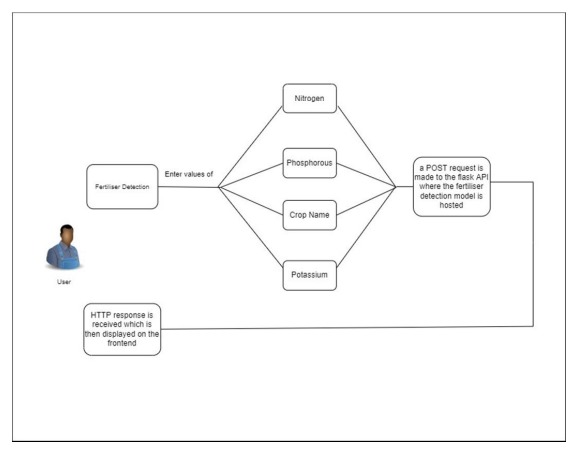 Nitrogen
Phosphorous
Enter values of
Fertiliser Detection
Crop Name
Potassium
a POST request is
made to the flask API
where the fertiliser
detection model is
hosted
User
HTTP response is
received which is
then displayed on the
frontend